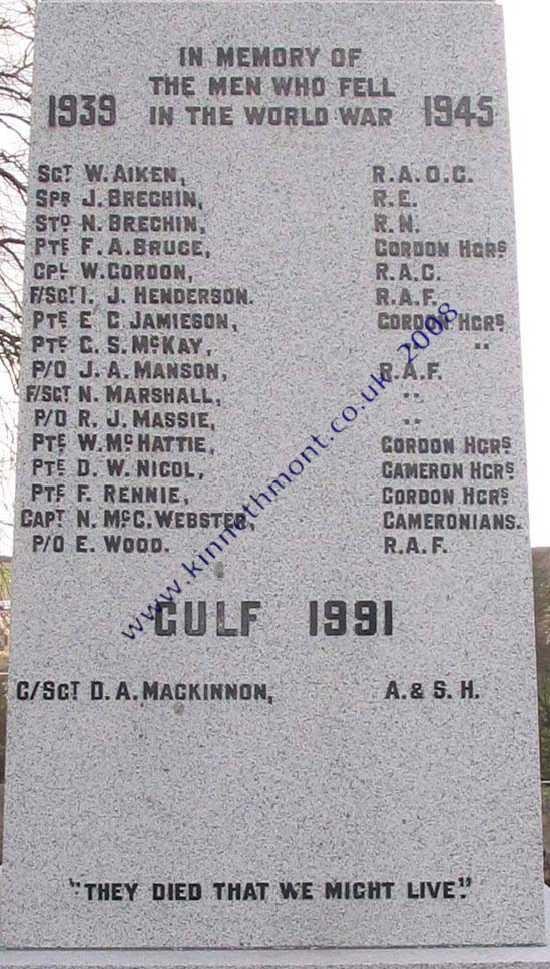 IN MEMORY OF
THE MEN WHO FELL
1939 IN THE WORLD WAR 1945
SGT W. AIKEN, R.A.O.C.
SPR J. BRECHIN, R.E.
STO N. BRECHIN, R.N.
PTE F. A. BRUCE, GORDON HGRS
CPL W. GORDON, R.A.C.
F/SGT I. J. HENDERSON. R.A.F.
PTE E C JAMIESON, GORDON HGRS
PTE G. S. MCKAY, " "
P/O J. A. MANSON, R.A.F.
F/SGT N. MARSHALL, "
P/O R. J. MASSIE, "
PTE W. MCHATTIE, GORDON HGRS
PTE D. W. NICOL, CAMERON HGRS
PTE F. RENNIE, GORDON HGRS
CAPT N. MCC. WEBSTER, CAMERONIANS.
P/O E. WOOD. R.A.F.
GULF 1991
C/SGT D. A. MACKINNON, A. & S. H.
"THEY DIED THAT WE MIGHT LIVE."
www.kinnethmont.co.uk 2008